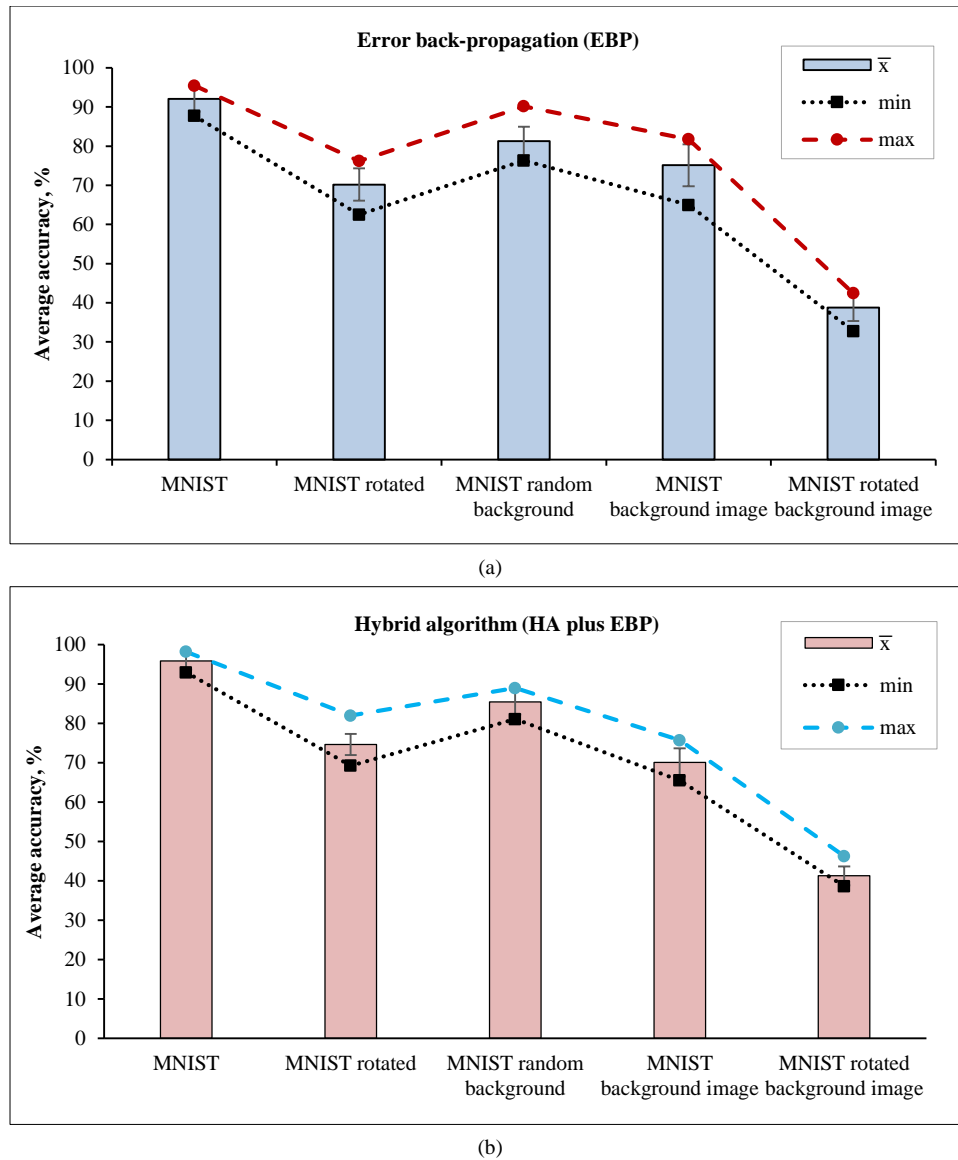 Error back-propagation (EBP)
x̄
min
max
Average accuracy, %
100
90
80
70
60
50
40
30
20
10
0
MNIST
MNIST rotated
MNIST random
background
MNIST
background image
MNIST rotated
background image
(a)
Hybrid algorithm (HA plus EBP)
x̄
min
max
Average accuracy, %
100
90
80
70
60
50
40
30
20
10
0
MNIST
MNIST rotated
MNIST random
background
MNIST
background image
MNIST rotated
background image
(b)